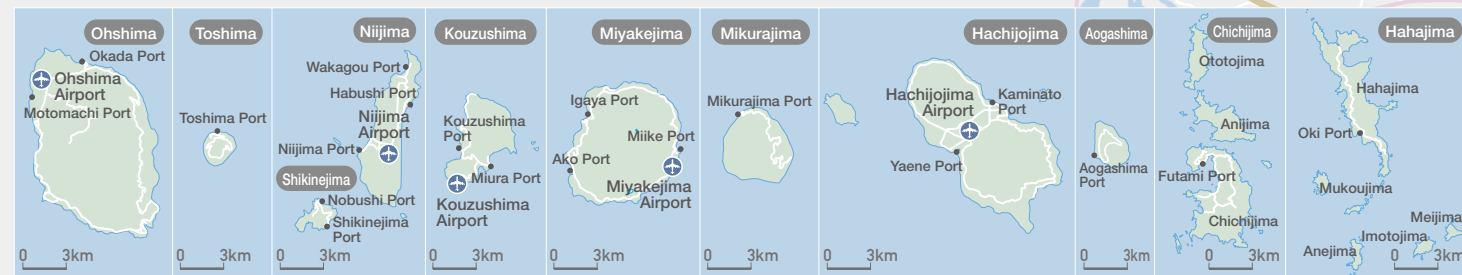 Ohshima
Okada Port
Ohshima
Airport
Motomachi Port
0 3km
Toshima
Toshima Port
0 3km
Niijima
Wakagou Port
Habushi Port
Niijima
Airport
Niijima Port
Shikinejima
Nobushi Port
Shikinejima
Port
0 3km
Kouzushima
Kouzushima
Port
Miura Port
Kouzushima
Airport
0 3km
Miyakejima
Igaya Port
Miike Port
Ako Port
Miyakejima
Airport
0 3km
Mikurajima
Mikurajima Port
0 3km
Hachijojima
Hachijojima
Airport
Kaminato
Port
Yaene Port
0 3km
Aogashima
Aogashima
Port
0 3km
Chichijima
Ototojima
Anijima
Futami Port
Chichijima
0 3km
Hahajima
Hahajima
Oki Port
Mukoujima
Meijima
Imotojima
Anejima
0 3km